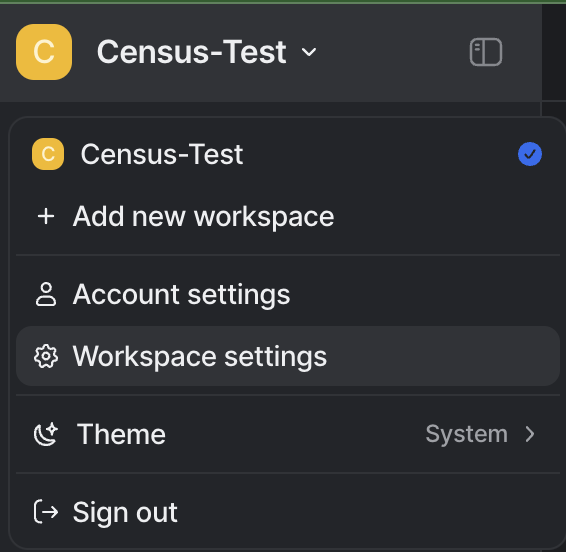 C Census-Test
C Census-Test
+ Add new workspace
Account settings
Workspace settings
Theme System
Sign out